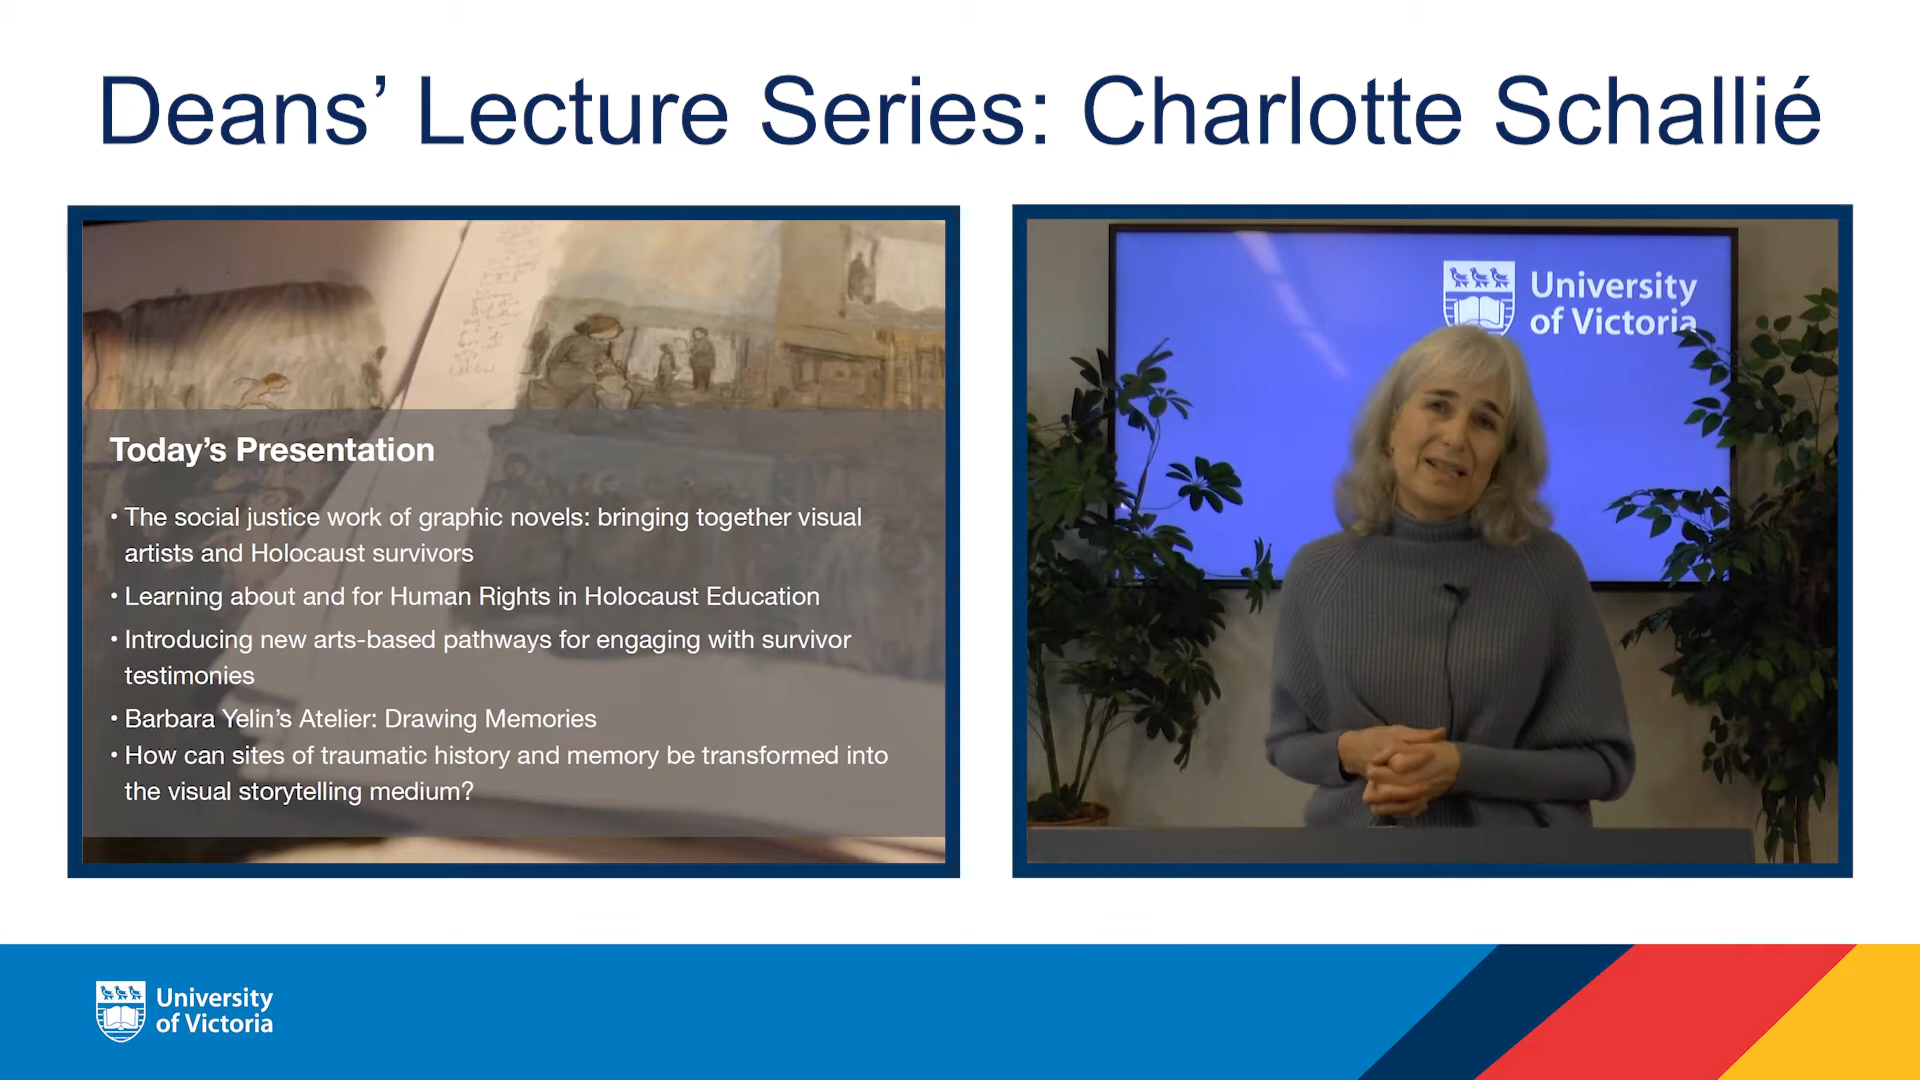 Deans’ Lecture Series: Charlotte Schallié
Today’s Presentation
• The social justice work of graphic novels: bringing together visual
artists and Holocaust survivors
• Learning about and for Human Rights in Holocaust Education
• Introducing new arts-based pathways for engaging with survivor
testimonies
• Barbara Yelin’s Atelier: Drawing Memories
• How can sites of traumatic history and memory be transformed into
the visual storytelling medium?
University
of Victoria
University
of Victoria